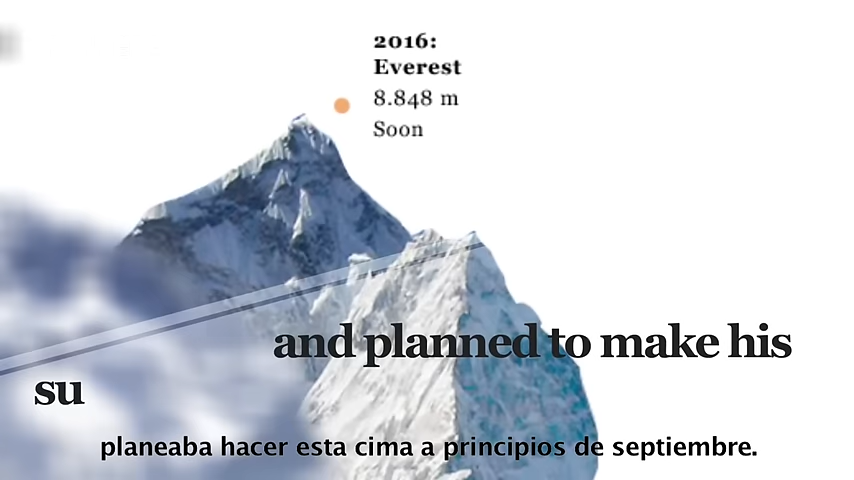 2016:
Everest
8.848 m
Soon
and planned to make his
su
planeaba hacer esta cima a principios de septiembre.